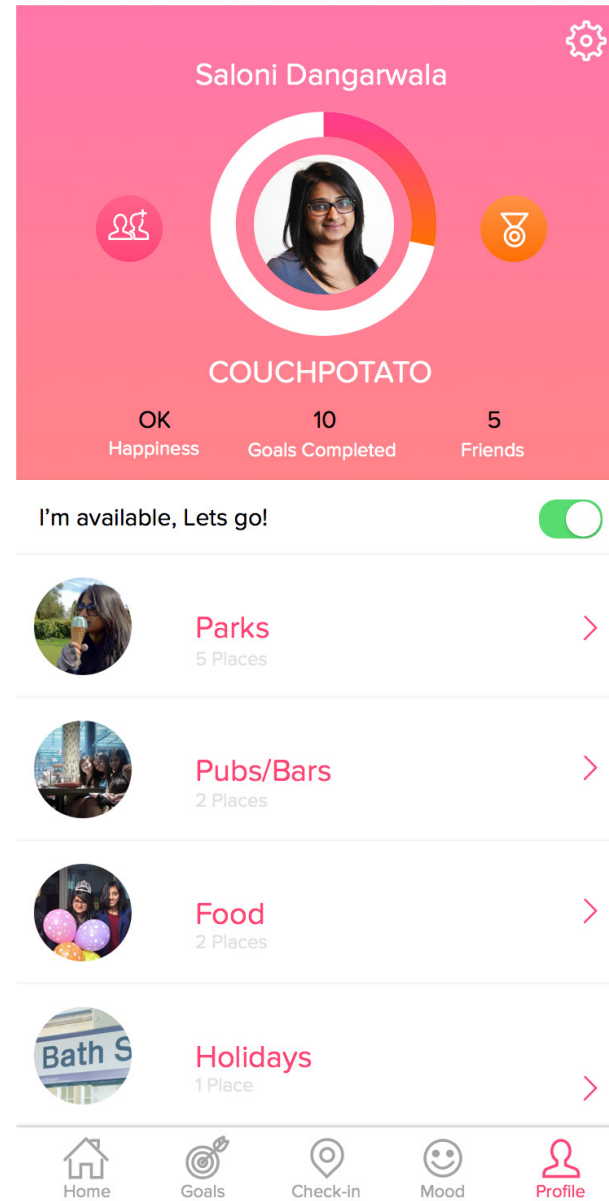 Saloni Dangarwala
COUCHPOTATO
OK 10 5
Happiness Goals Completed Friends
I'm available, Lets go!
Parks
5 Places
Pubs/Bars
2 Places
Food
2 Places
Bath S
Holidays
1 Place
Home Goals Check-in Mood Profile